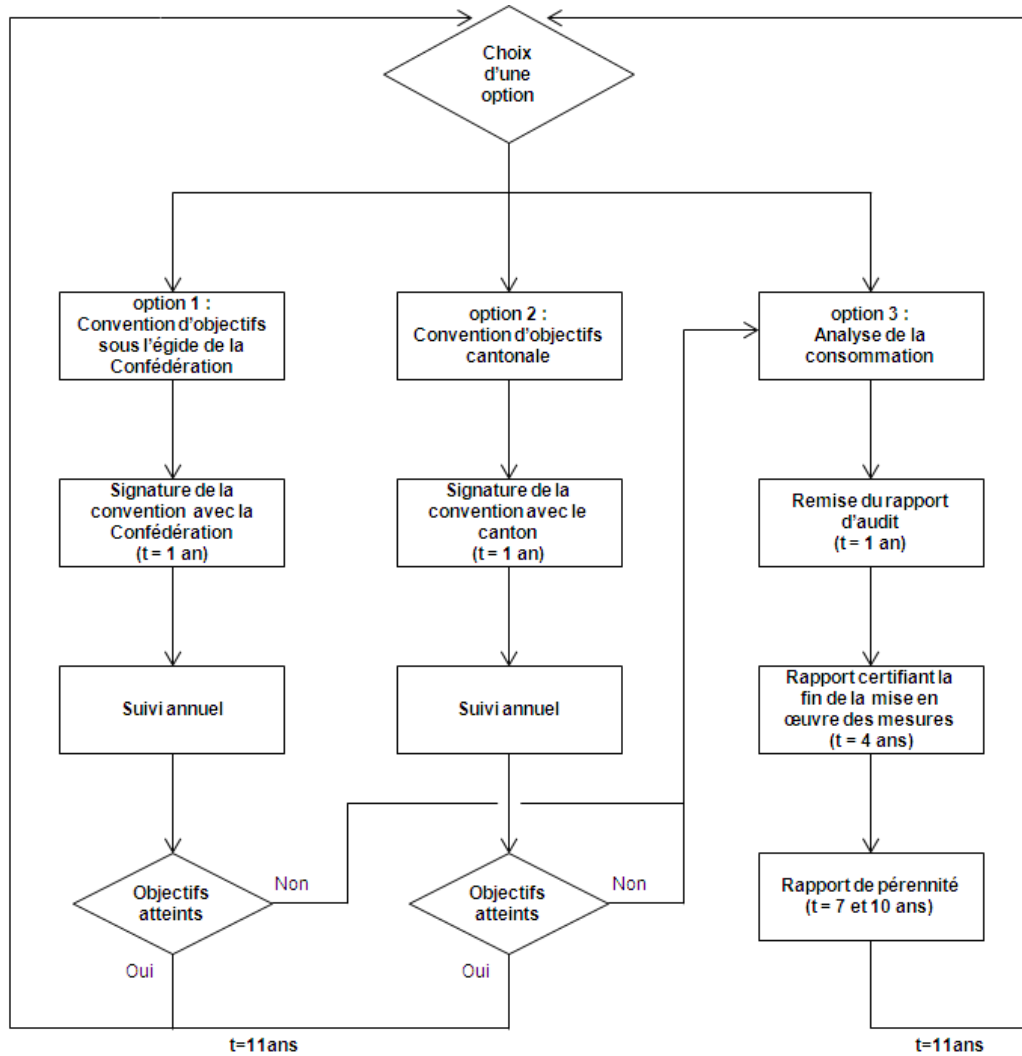 Choix
d'une
option
option 1 :
Convention d'objectifs
sous l'égide de la
Confédération
option 2 :
Convention d'objectifs
cantonale
option 3 :
Analyse de la
consommation
Signature de la
convention avec la
Confédération
(t = 1 an)
Signature de la
convention avec le
canton
(t = 1 an)
Remise du rapport
d'audit
(t = 1 an)
Suivi annuel
Suivi annuel
Rapport certifiant la
fin de la mise en
œuvre des mesures
(t = 4 ans)
Objectifs
atteints
Non
Oui
Objectifs
atteints
Non
Oui
Rapport de pérennité
(t = 7 et 10 ans)
t=11ans
t=11ans